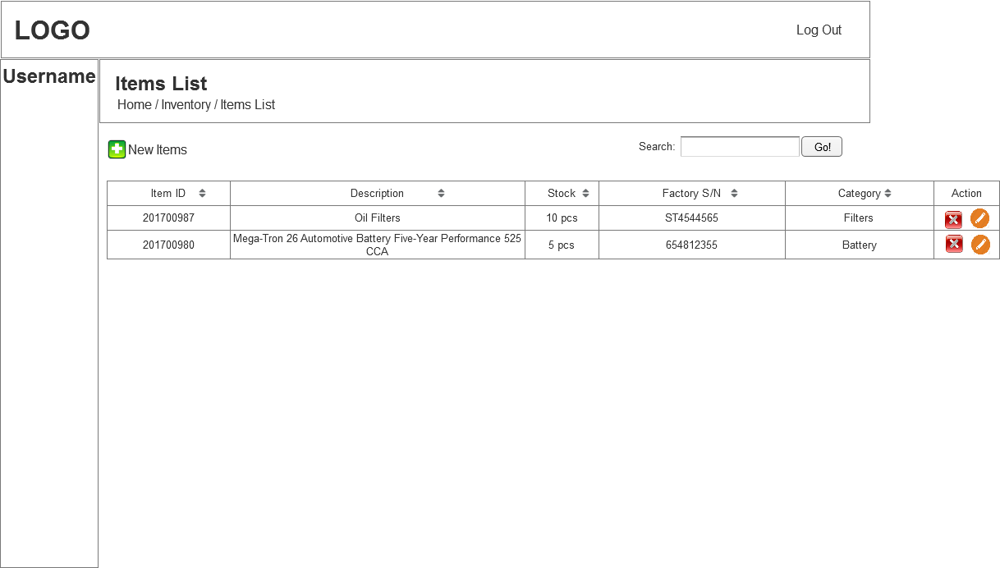 LOGO
Log Out
Username
Items List
Home / Inventory / Items List
New Items
Search:
Go!
Item ID Description Stock Factory S/N Category Action
201700987 Oil Filters 10 pcs ST4544565 Filters
201700980 Mega-Tron 26 Automotive Battery Five-Year Performance 525 5 pcs 654812355 Battery
CCA